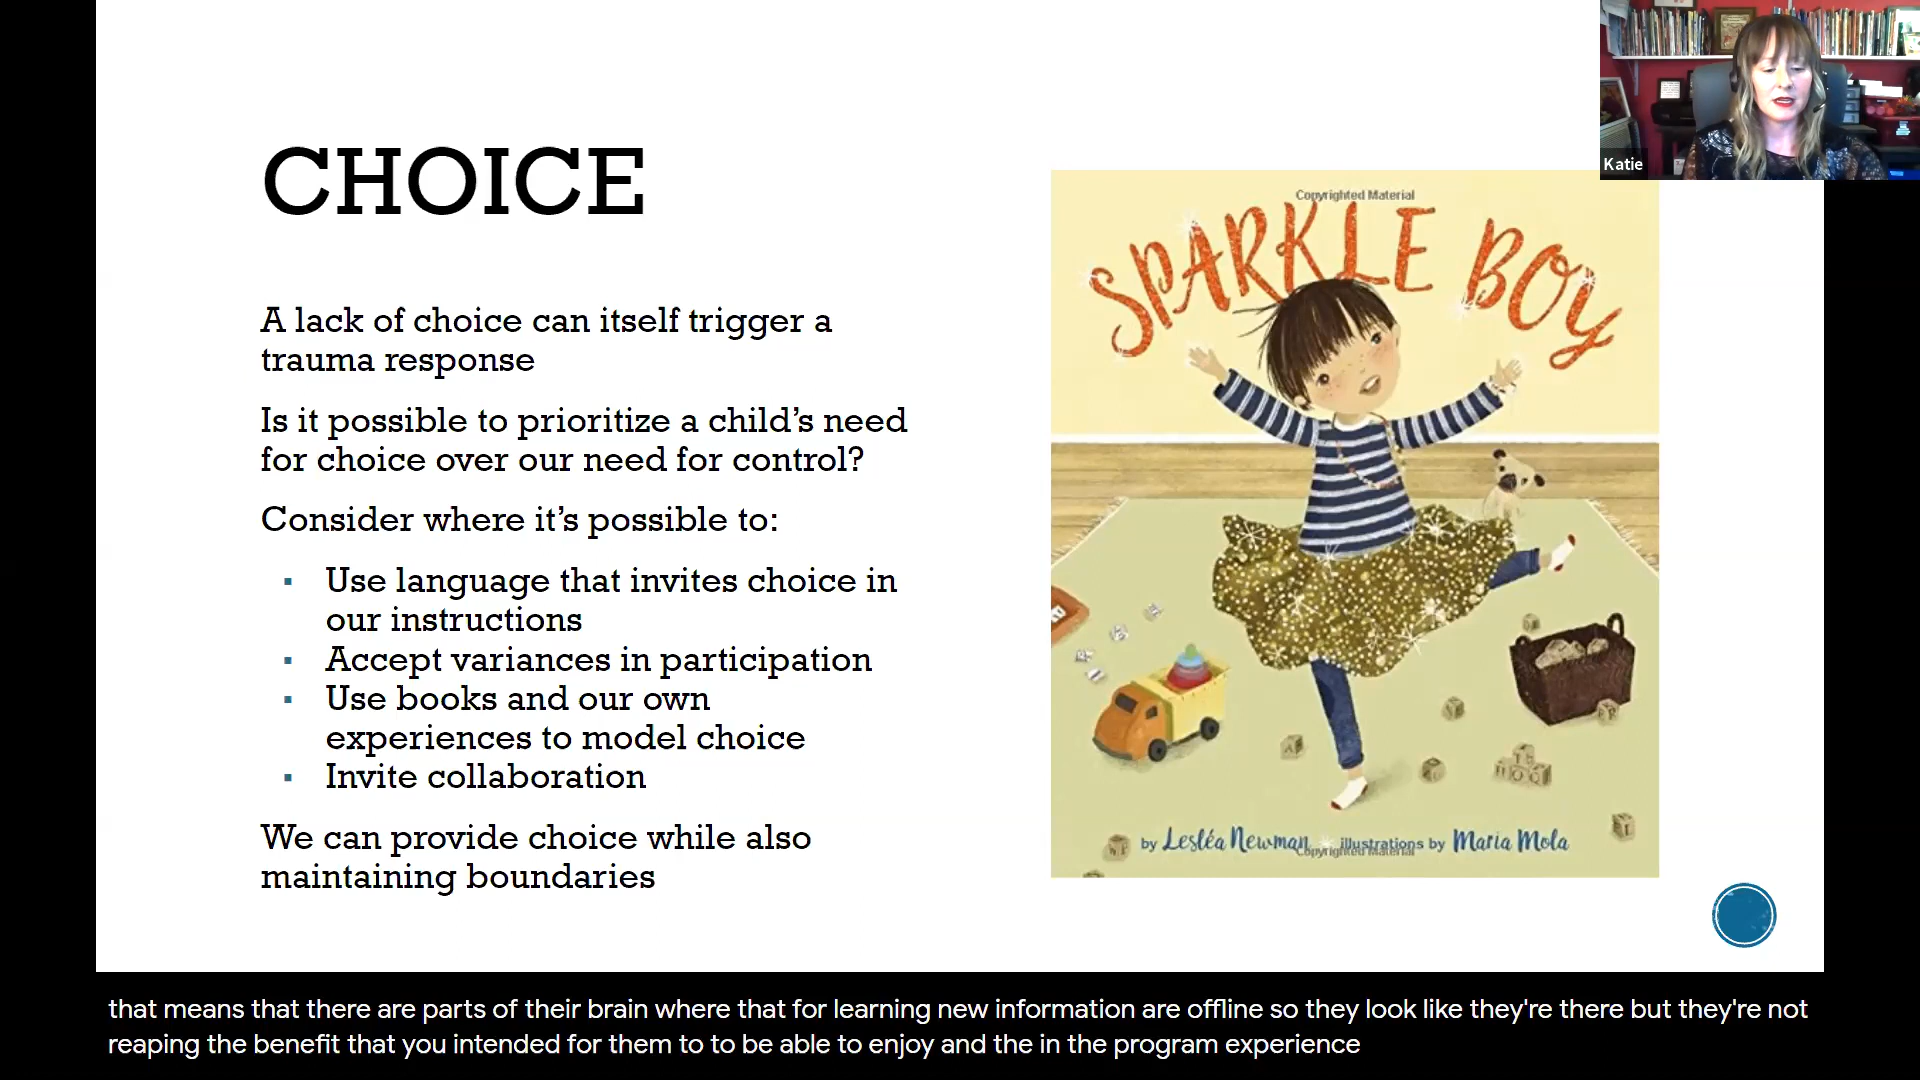 CHOICE
A lack of choice can itself trigger a
trauma response
Is it possible to prioritize a child's need
for choice over our need for control?
Consider where it's possible to:
▪ Use language that invites choice in
our instructions
▪ Accept variances in participation
▪ Use books and our own
experiences to model choice
▪ Invite collaboration
We can provide choice while also
maintaining boundaries
Copyrighted Material
SPARKLE BOY
by Lesléa Newman illustrations by Maria Mola
Copyrighted Material
Katie
that means that there are parts of their brain where that for learning new information are offline so they look like they're there but they're not
reaping the benefit that you intended for them to to be able to enjoy and the in the program experience